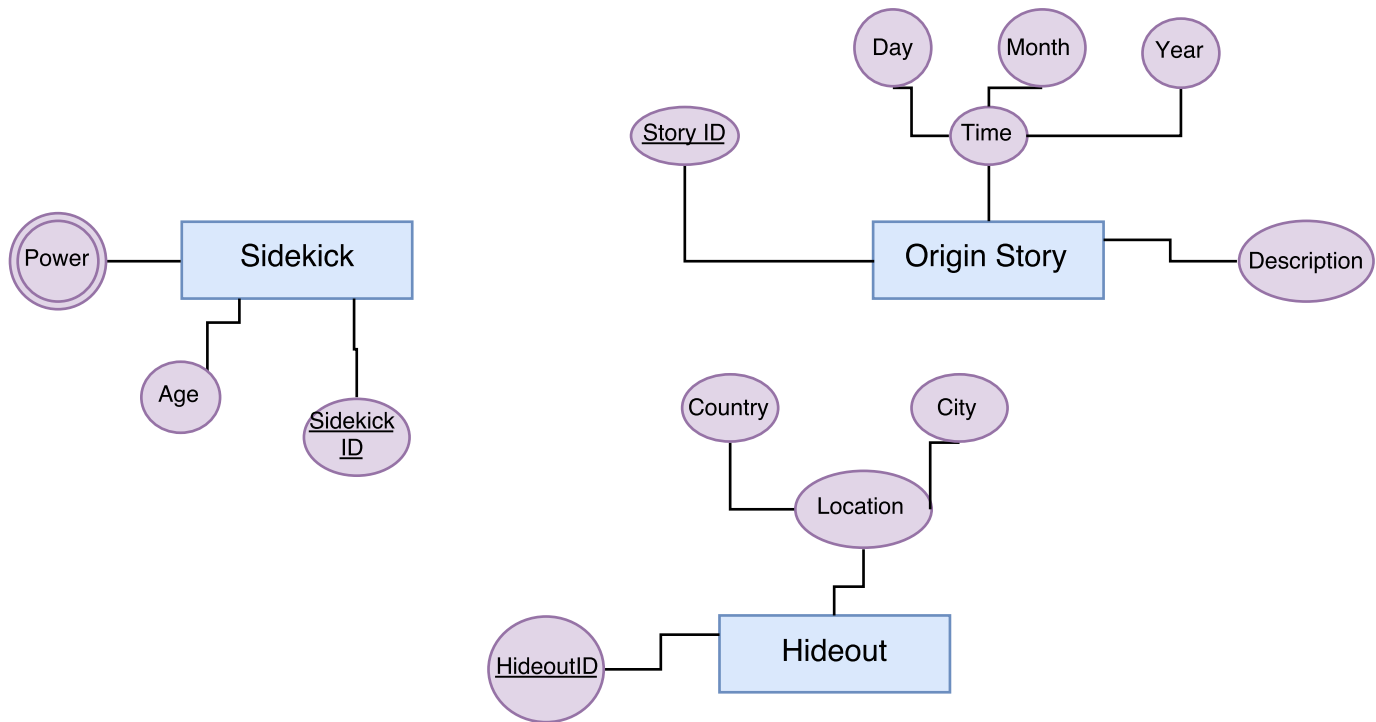 Day
Month
Year
Story ID
Time
Power
Sidekick
Origin Story
Description
Age
Sidekick
ID
Country
City
Location
HideoutID
Hideout